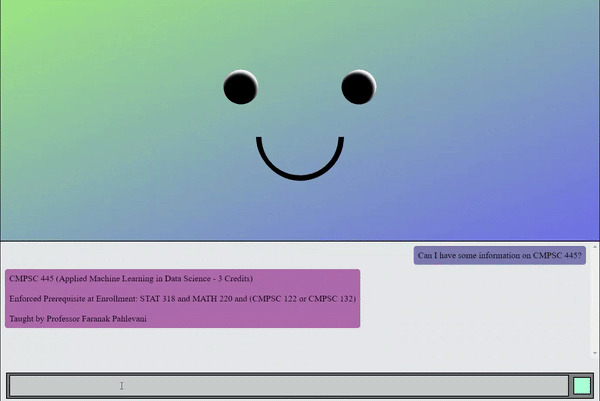 Can I have some information on CMPSC 445?
CMPSC 445 (Applied Machine Learning in Data Science - 3 Credits)
Enforced Prerequisite at Enrollment: STAT 318 and MATH 220 and (CMPSC 122 or CMPSC 132)
Taught by Professor Faranak Pahlevani